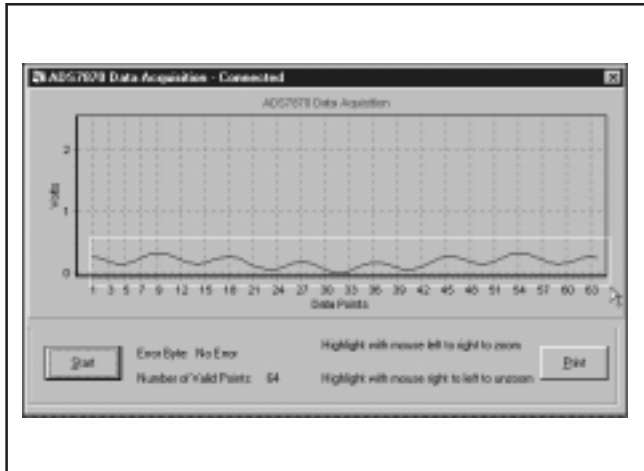 ADS7870 Data Acquisition - Connected
ADS7870 Data Aquisition
2
Volts
1
0
1 3 5 7 9 12 15 18 21 24 27 30 33 36 39 42 45 48 51 54 57 60 63
Data Points
Start
Error Byte: No Error
Number of Valid Points: 64
Highlight with mouse left to right to zoom
Highlight with mouse right to left to unzoom
Print